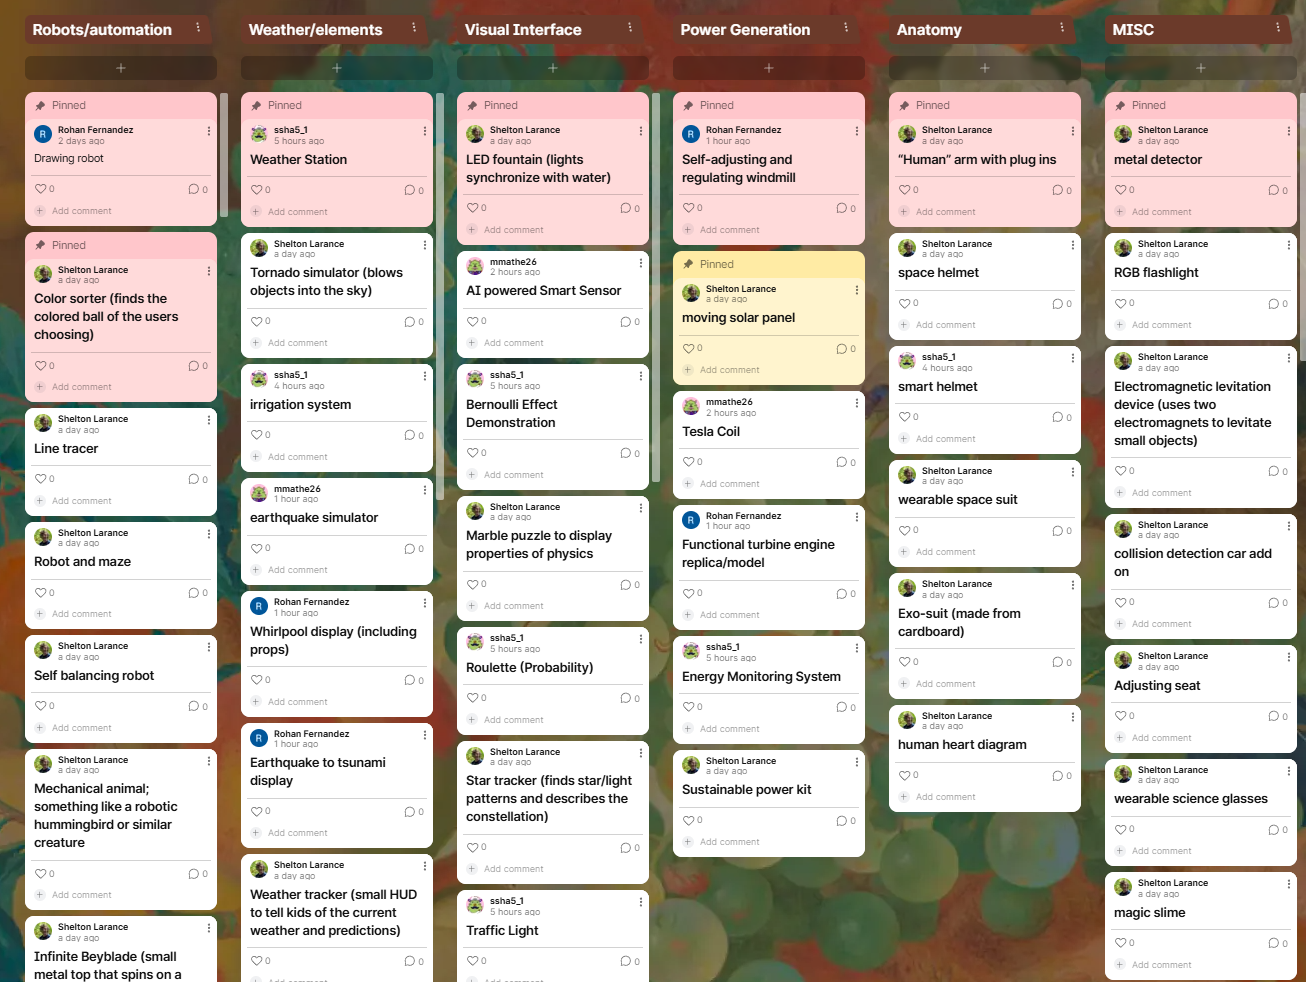 Robots/automation
Pinned
R
Rohan Fernandez
2 days ago
Drawing robot
0
0
Add comment
Pinned
Shelton Larance
a day ago
Color sorter (finds the
colored ball of the users
choosing)
0
0
Add comment
Shelton Larance
a day ago
Line tracer
0
0
Add comment
Shelton Larance
a day ago
Robot and maze
0
0
Add comment
Shelton Larance
a day ago
Self balancing robot
0
0
Add comment
Shelton Larance
a day ago
Mechanical animal;
something like a robotic
hummingbird or similar
creature
0
0
Add comment
Shelton Larance
a day ago
Infinite Beyblade (small
metal top that spins on a
Weather/elements
Pinned
ssha5_1
5 hours ago
Weather Station
0
0
Add comment
Shelton Larance
a day ago
Tornado simulator (blows
objects into the sky)
0
0
Add comment
ssha5_1
4 hours ago
irrigation system
0
0
Add comment
mmathe26
1 hour ago
earthquake simulator
0
0
Add comment
R
Rohan Fernandez
1 hour ago
Whirlpool display (including
props)
0
0
Add comment
R
Rohan Fernandez
1 hour ago
Earthquake to tsunami
display
0
0
Add comment
Shelton Larance
a day ago
Weather tracker (small HUD
to tell kids of the current
weather and predictions)
0
0
Add comment
Visual Interface
Pinned
Shelton Larance
a day ago
LED fountain (lights
synchronize with water)
0
0
Add comment
mmathe26
2 hours ago
AI powered Smart Sensor
0
0
Add comment
ssha5_1
5 hours ago
Bernoulli Effect
Demonstration
0
0
Add comment
Shelton Larance
a day ago
Marble puzzle to display
properties of physics
0
0
Add comment
ssha5_1
5 hours ago
Roulette (Probability)
0
0
Add comment
Shelton Larance
a day ago
Star tracker (finds star/light
patterns and describes the
constellation)
0
0
Add comment
ssha5_1
5 hours ago
Traffic Light
0
0
Add comment
Power Generation
Pinned
R
Rohan Fernandez
1 hour ago
Self-adjusting and
regulating windmill
0
0
Add comment
Pinned
Shelton Larance
a day ago
moving solar panel
0
0
Add comment
mmathe26
2 hours ago
Tesla Coil
0
0
Add comment
R
Rohan Fernandez
1 hour ago
Functional turbine engine
replica/model
0
0
Add comment
ssha5_1
5 hours ago
Energy Monitoring System
0
0
Add comment
Shelton Larance
a day ago
Sustainable power kit
0
0
Add comment
Anatomy
Pinned
Shelton Larance
a day ago
“Human” arm with plug ins
0
0
Add comment
Shelton Larance
a day ago
space helmet
0
0
Add comment
ssha5_1
4 hours ago
smart helmet
0
0
Add comment
Shelton Larance
a day ago
wearable space suit
0
0
Add comment
Shelton Larance
a day ago
Exo-suit (made from
cardboard)
0
0
Add comment
Shelton Larance
a day ago
human heart diagram
0
0
Add comment
MISC
Pinned
Shelton Larance
a day ago
metal detector
0
0
Add comment
Shelton Larance
a day ago
RGB flashlight
0
0
Add comment
Shelton Larance
a day ago
Electromagnetic levitation
device (uses two
electromagnets to levitate
small objects)
0
0
Add comment
Shelton Larance
a day ago
collision detection car add
on
0
0
Add comment
Shelton Larance
a day ago
Adjusting seat
0
0
Add comment
Shelton Larance
a day ago
wearable science glasses
0
0
Add comment
Shelton Larance
a day ago
magic slime
0
0
Add comment